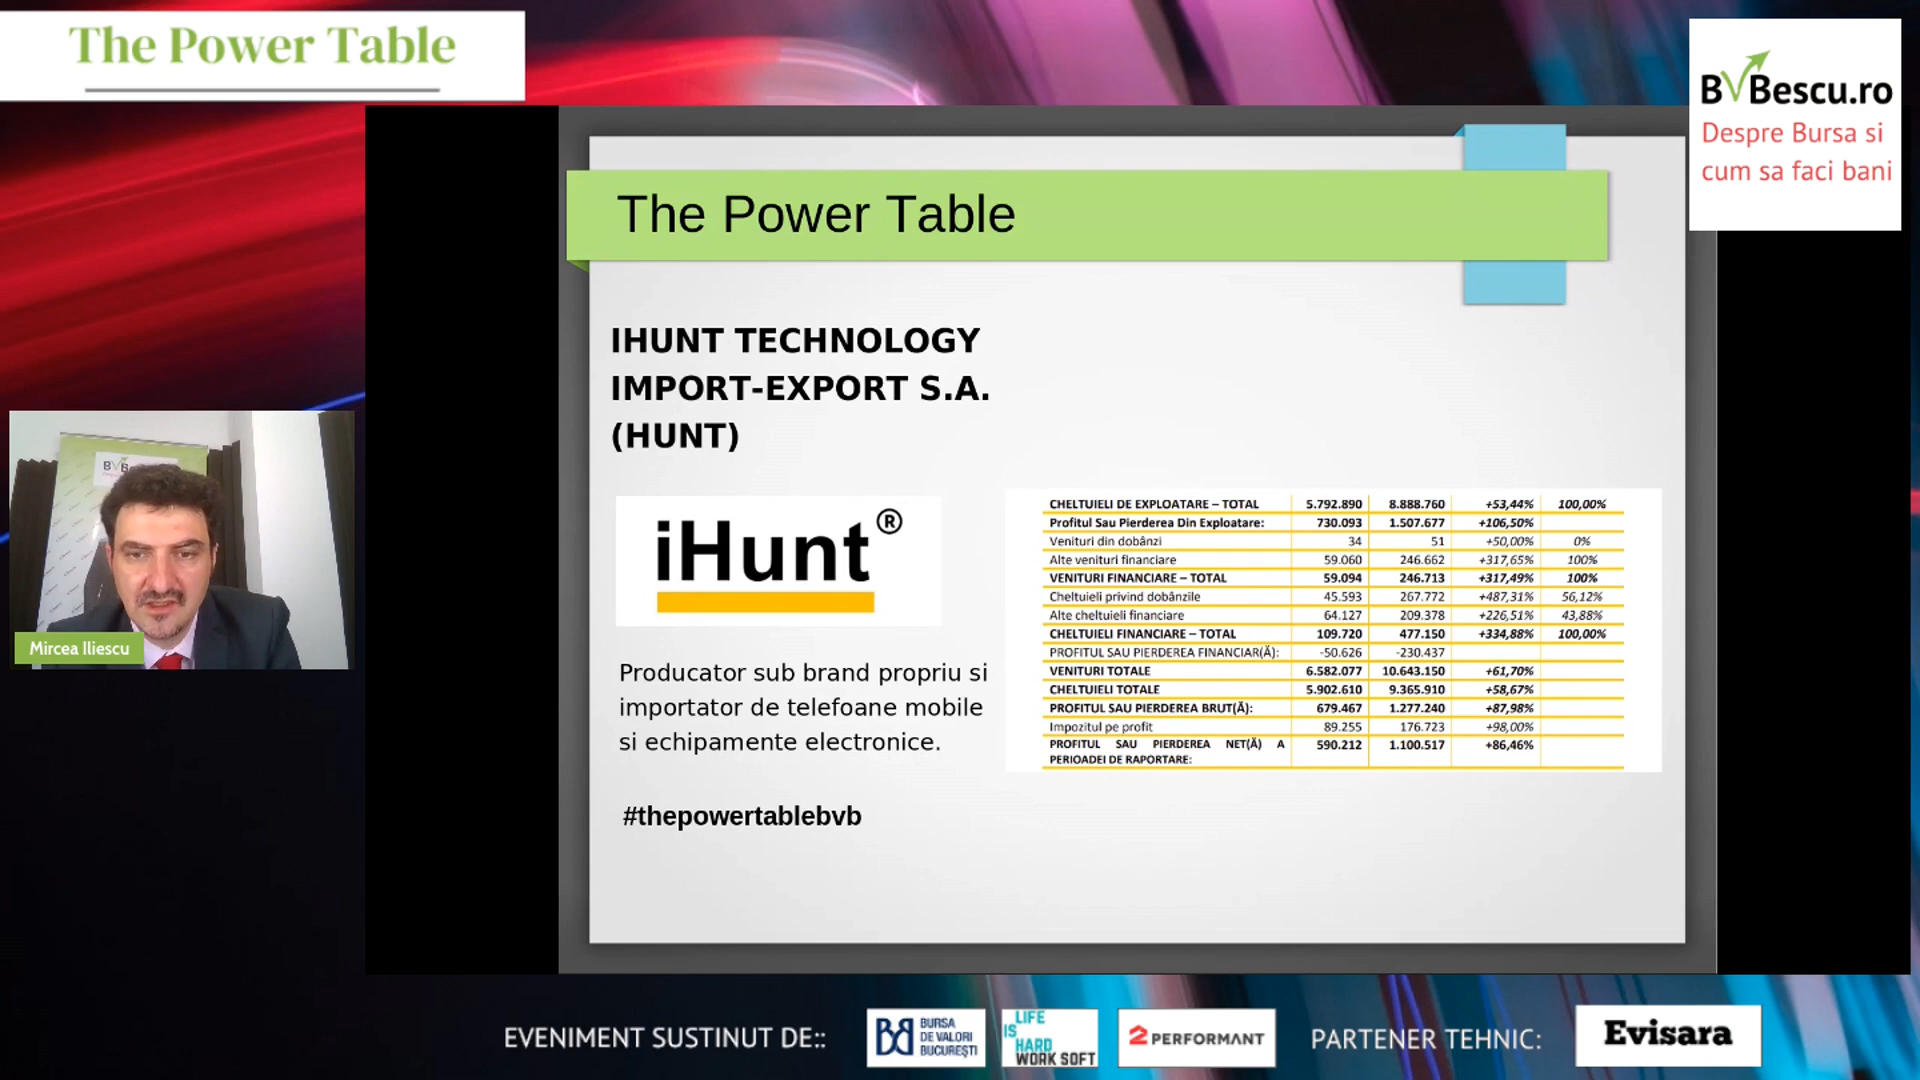 The Power Table
BVBescu.ro
Despre Bursa si
cum sa faci bani
The Power Table
IHUNT TECHNOLOGY
IMPORT-EXPORT S.A.
(HUNT)
iHunt®
Producator sub brand propriu si
importator de telefoane mobile
si echipamente electronice.
#thepowertablebvb
CHELTUIELI DE EXPLOATARE – TOTAL 5.792.890 8.888.760 +53,44% 100,00%
Profitul Sau Pierderea Din Exploatare: 730.093 1.507.677 +106,50%
Venituri din dobânzi 34 51 +50,00% 0%
Alte venituri financiare 59.060 246.662 +317,65% 100%
VENITURI FINANCIARE – TOTAL 59.094 246.713 +317,49% 100%
Cheltuieli privind dobânzile 45.593 267.772 +487,31% 56,12%
Alte cheltuieli financiare 64.127 209.378 +226,51% 43,88%
CHELTUIELI FINANCIARE – TOTAL 109.720 477.150 +334,88% 100,00%
PROFITUL SAU PIERDEREA FINANCIAR(Ă): -50.626 -230.437
VENITURI TOTALE 6.582.077 10.643.150 +61,70%
CHELTUIELI TOTALE 5.902.610 9.365.910 +58,67%
PROFITUL SAU PIERDEREA BRUT(Ă): 679.467 1.277.240 +87,98%
Impozitul pe profit 89.255 176.723 +98,00%
PROFITUL SAU PIERDEREA NET(Ă) A 590.212 1.100.517 +86,46%
PERIOADEI DE RAPORTARE:
Mircea Iliescu
EVENIMENT SUSTINUT DE::
BURSA
DE VALORI
BUCUREȘTI
LIFE
IS
HARD
WORK SOFT
2PERFORMANT
PARTENER TEHNIC:
Evisara